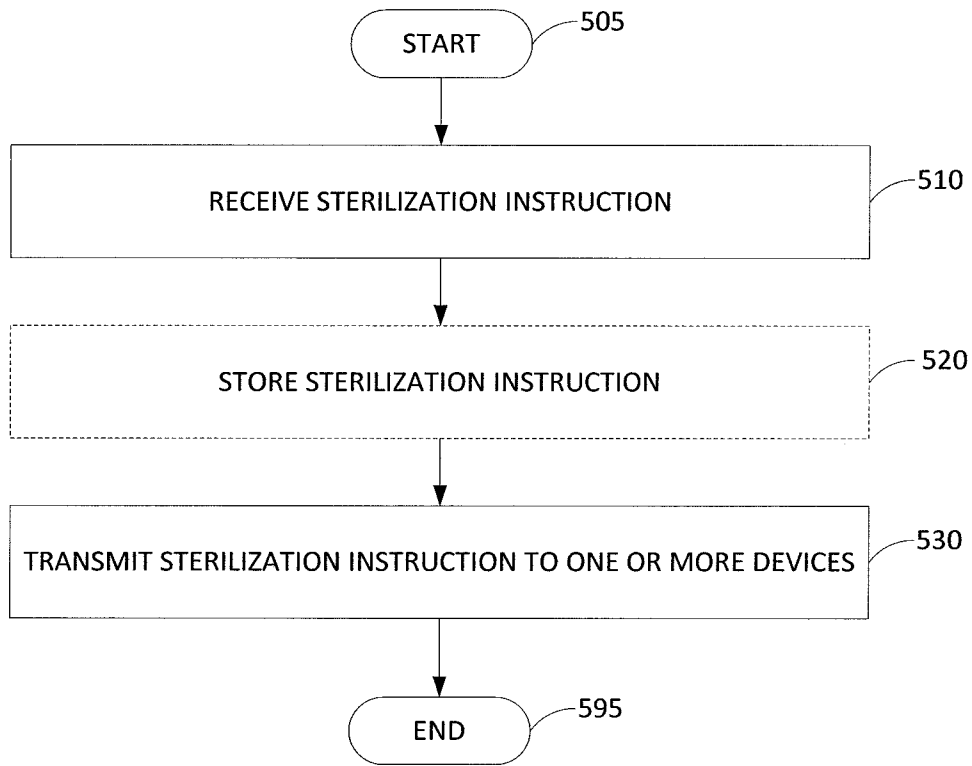 START
505
RECEIVE STERILIZATION INSTRUCTION
510
STORE STERILIZATION INSTRUCTION
520
TRANSMIT STERILIZATION INSTRUCTION TO ONE OR MORE DEVICES
530
END
595